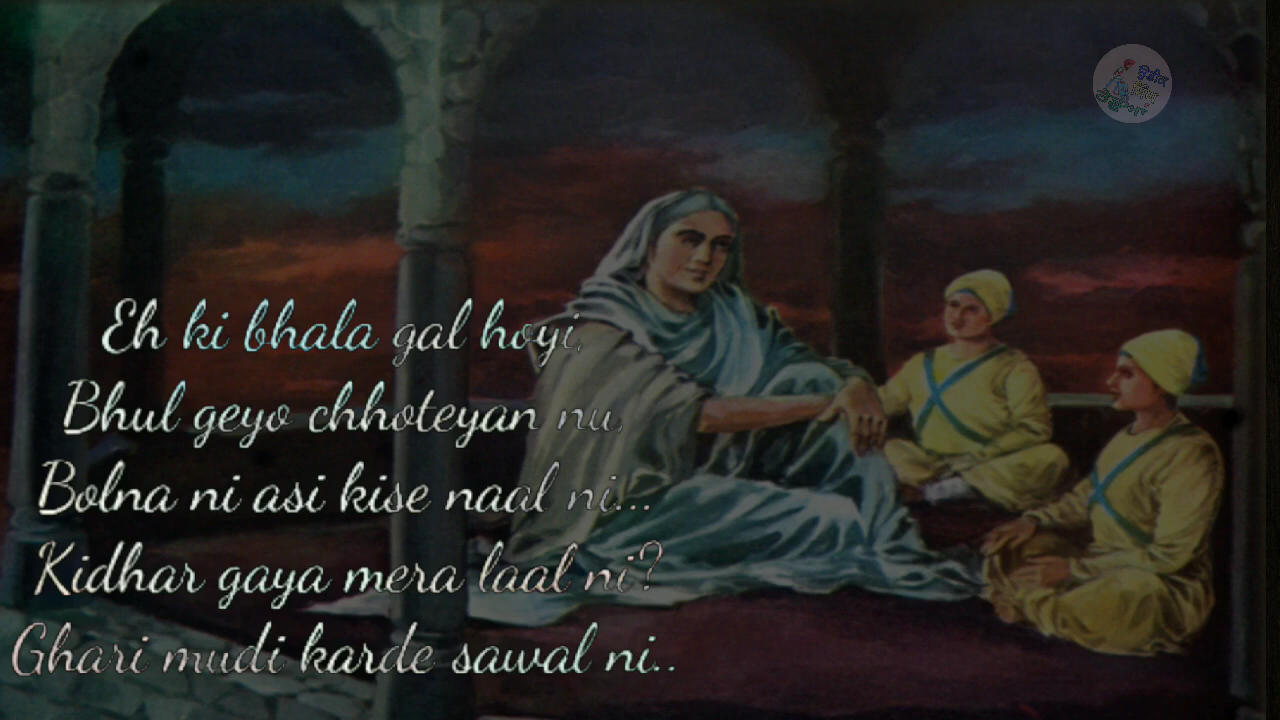 Eh ki bhala gal hoyi,
Bhul geyo chhoteyan nu,
Bolna ni asi kise naal ni...
Kidhar gaya mera laal ni?
Ghari mudi karde sawal ni..